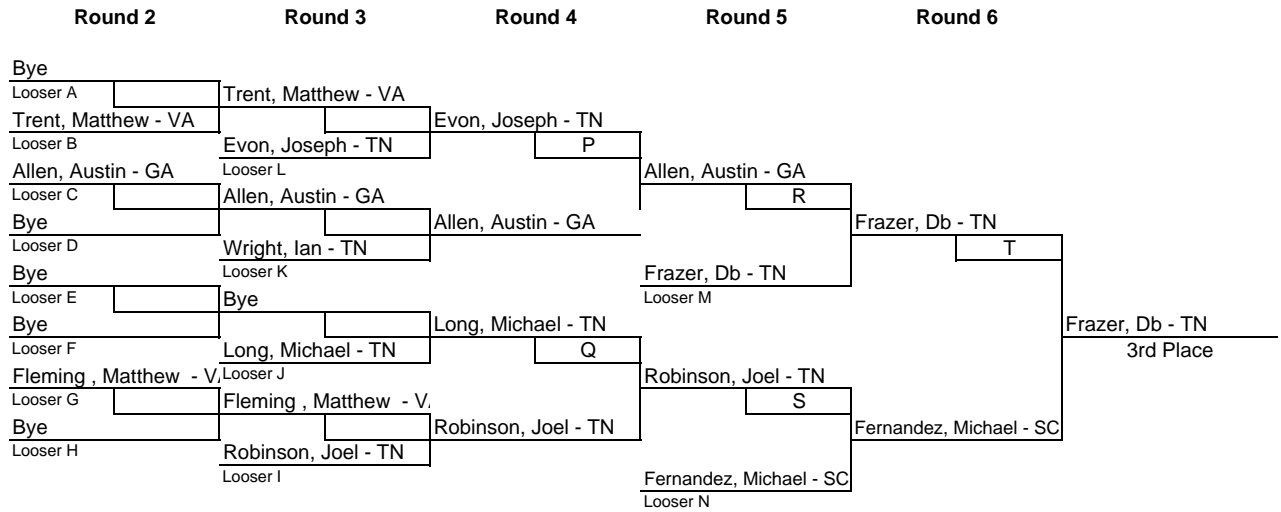 Round 2 Round 3 Round 4 Round 5 Round 6
Bye
Looser A
Trent, Matthew - VA
Trent, Matthew - VA
Evon, Joseph - TN
Looser B
Evon, Joseph - TN
P
Looser L
Allen, Austin - GA
Allen, Austin - GA
Looser C
Allen, Austin - GA
R
Bye
Allen, Austin - GA
Frazer, Db - TN
Looser D
Wright, Ian - TN
T
Looser K
Bye
Frazer, Db - TN
Looser E
Bye
Looser M
Bye
Long, Michael - TN
Frazer, Db - TN
Looser F
Long, Michael - TN
Q
3rd Place
Looser J
Fleming , Matthew - V
Robinson, Joel - TN
Looser G
Fleming , Matthew - V
S
Bye
Robinson, Joel - TN
Fernandez, Michael - SC
Looser H
Robinson, Joel - TN
Looser I
Fernandez, Michael - SC
Looser N